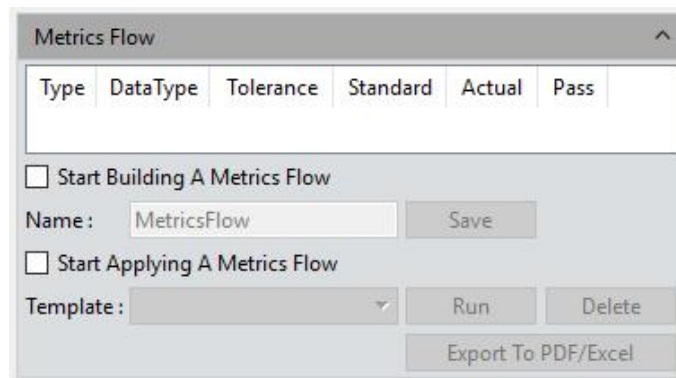 Metrics Flow
Type DataType Tolerance Standard Actual Pass
Start Building A Metrics Flow
Name : MetricsFlow Save
Start Applying A Metrics Flow
Template : Run Delete
Export To PDF/Excel